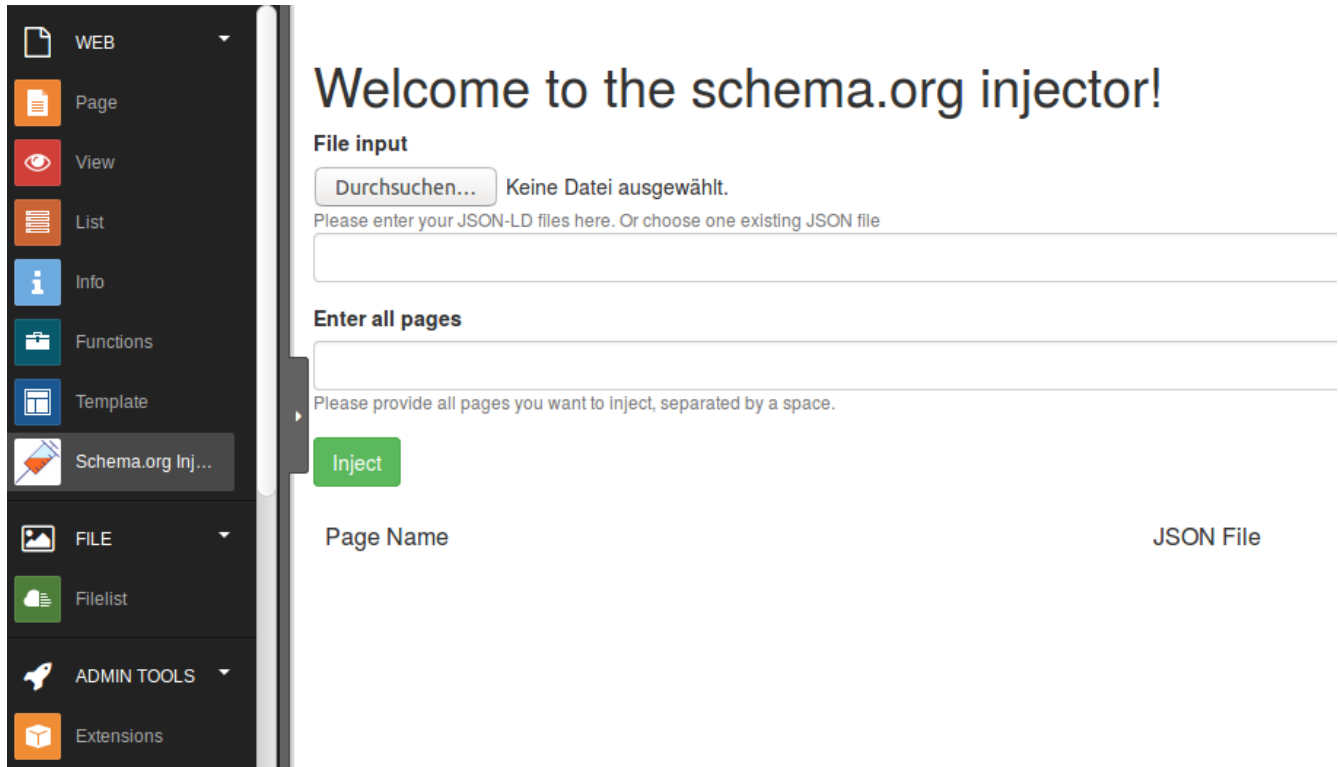 WEB
Page
View
List
Info
Functions
Template
Schema.org Inj...
FILE
Filelist
ADMIN TOOLS
Extensions
Welcome to the schema.org injector!
File input
Durchsuchen... Keine Datei ausgewählt.
Please enter your JSON-LD files here. Or choose one existing JSON file
Enter all pages
Please provide all pages you want to inject, separated by a space.
Inject
Page Name JSON File